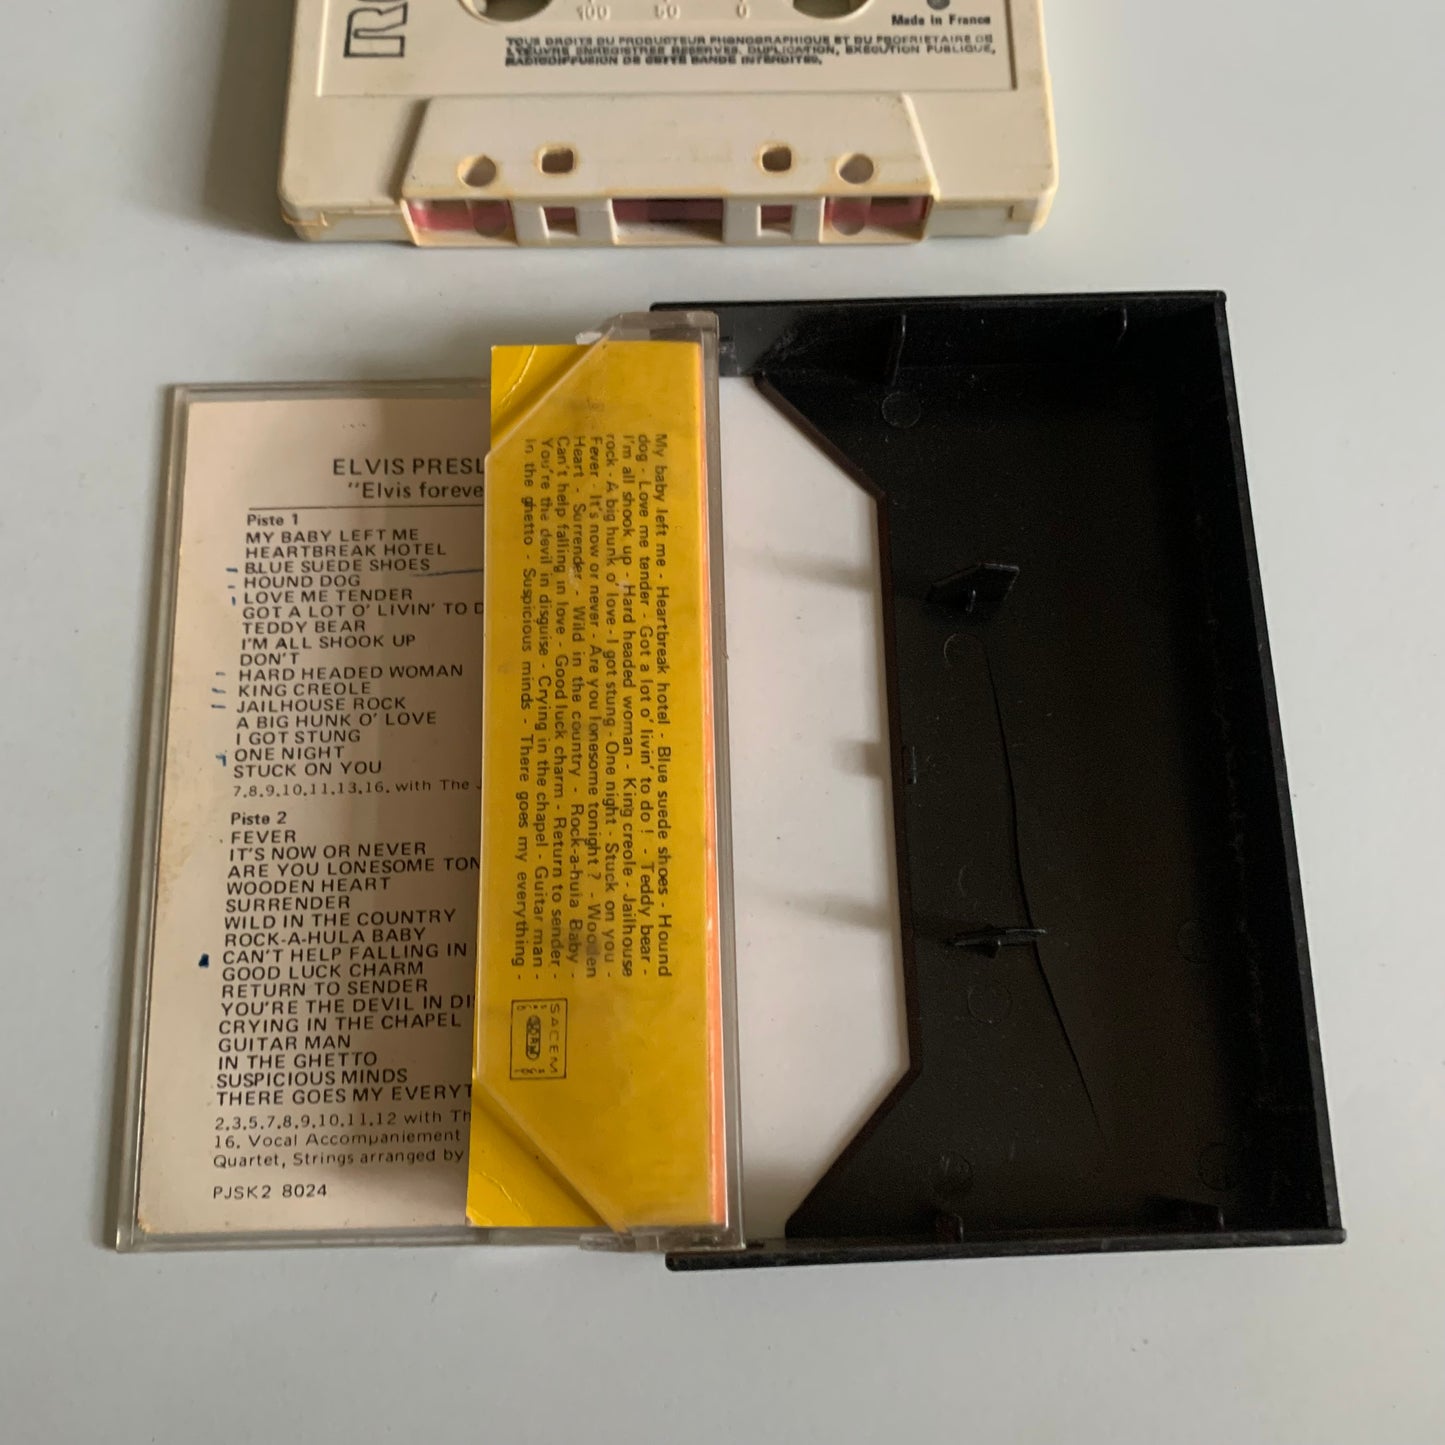 100 50 0
Made in France
TOUS DROITS DU PRODUCTEUR PHONOGRAPHIQUE ET DU PROPRIETAIRE DE
L'ŒUVRE ENREGISTREE RESERVES. DUPLICATION, EXECUTION PUBLIQUE,
RADIODIFFUSION DE CETTE BANDE INTERDITES.
ELVIS PRESL
"Elvis foreve
Piste 1
MY BABY LEFT ME
HEARTBREAK HOTEL
BLUE SUEDE SHOES
HOUND DOG
LOVE ME TENDER
GOT A LOT O' LIVIN' TO D
TEDDY BEAR
I'M ALL SHOOK UP
DON'T
HARD HEADED WOMAN
KING CREOLE
JAILHOUSE ROCK
A BIG HUNK O' LOVE
I GOT STUNG
ONE NIGHT
STUCK ON YOU
7.8.9.10.11.13.16. with The J
Piste 2
FEVER
IT'S NOW OR NEVER
ARE YOU LONESOME TON
WOODEN HEART
SURRENDER
WILD IN THE COUNTRY
ROCK-A-HULA BABY
CAN'T HELP FALLING IN
GOOD LUCK CHARM
RETURN TO SENDER
YOU'RE THE DEVIL IN DI
CRYING IN THE CHAPEL
GUITAR MAN
IN THE GHETTO
SUSPICIOUS MINDS
THERE GOES MY EVERYT
2.3.5.7.8.9.10.11.12 with Th
16. Vocal Accompaniement
Quartet, Strings arranged by
PJSK2 8024
My baby left me - Heartbreak hotel - Blue suede shoes - Hound
dog - Love me tender - Got a lot o' livin' to do ! - Teddy bear -
I'm all shook up - Hard headed woman - King creole - Jailhouse
rock - A big hunk o' love - I got stung - One night - Stuck on you -
Fever - It's now or never - Are you lonesome tonight ? - Wooden
Heart - Surrender - Wild in the country - Rock-a-hula Baby -
Can't help falling in love - Good luck charm - Return to sender -
You're the devil in disguise - Crying in the chapel - Guitar man -
In the ghetto - Suspicious minds - There goes my everything -
SACEM